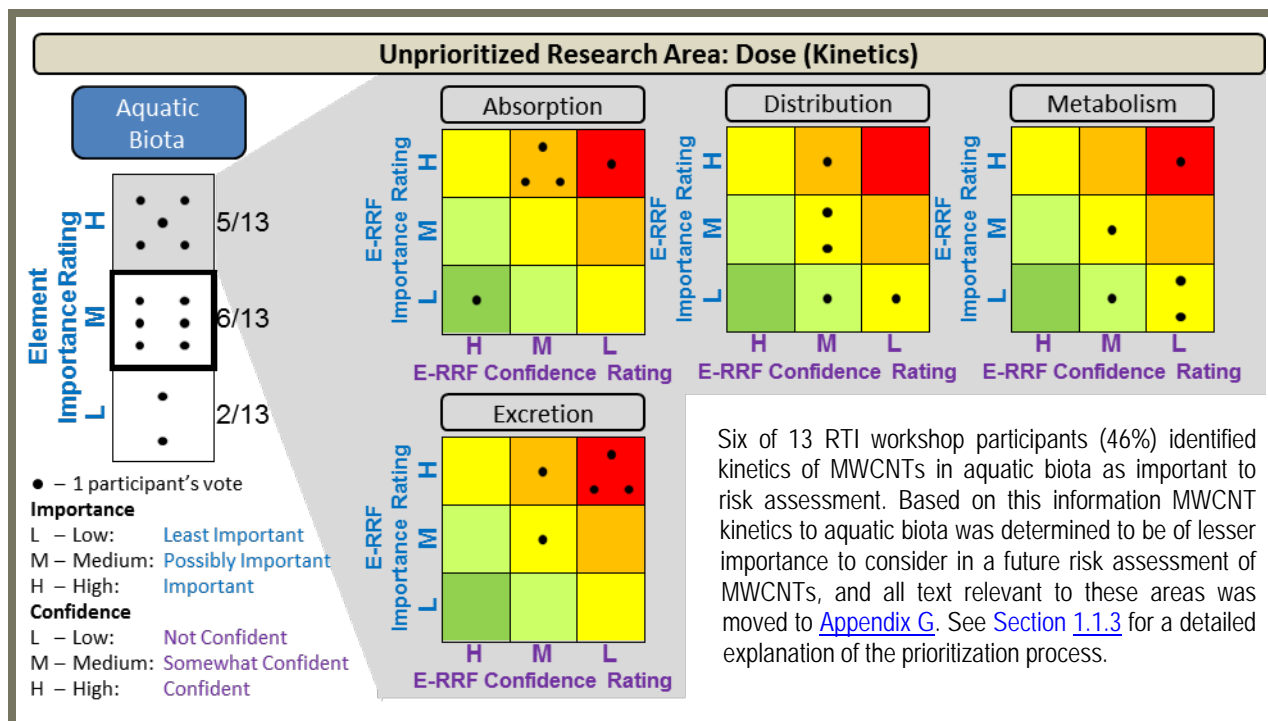 Unprioritized Research Area: Dose (Kinetics)
Aquatic
Biota
Element
Importance Rating
H
5/13
M
6/13
L
2/13
● – 1 participant's vote
Importance
L – Low: Least Important
M – Medium: Possibly Important
H – High: Important
Confidence
L – Low: Not Confident
M – Medium: Somewhat Confident
H – High: Confident
Absorption
E-RRF
Importance Rating
H
M
L
H M L
E-RRF Confidence Rating
Distribution
E-RRF
Importance Rating
H
M
L
H M L
E-RRF Confidence Rating
Metabolism
E-RRF
Importance Rating
H
M
L
H M L
E-RRF Confidence Rating
Excretion
E-RRF
Importance Rating
H
M
L
H M L
E-RRF Confidence Rating
Six of 13 RTI workshop participants (46%) identified
kinetics of MWCNTs in aquatic biota as important to
risk assessment. Based on this information MWCNT
kinetics to aquatic biota was determined to be of lesser
importance to consider in a future risk assessment of
MWCNTs, and all text relevant to these areas was
moved to Appendix G. See Section 1.1.3 for a detailed
explanation of the prioritization process.